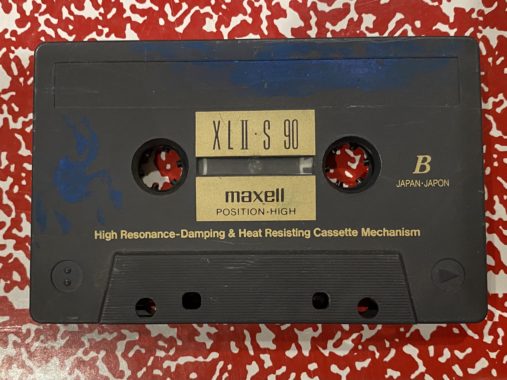 XLII·S 90
maxell
POSITION·HIGH
B
JAPAN·JAPON
High Resonance-Damping & Heat Resisting Cassette Mechanism